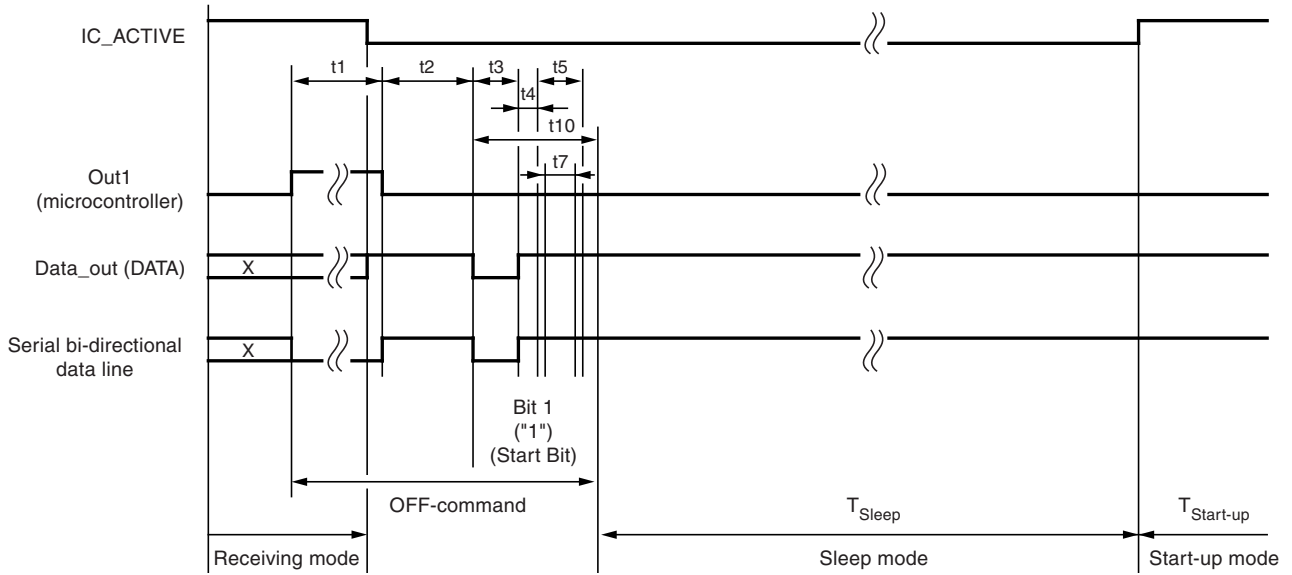 IC_ACTIVE
t1
t2
t3
t5
t4
t10
t7
Out1
(microcontroller)
Data_out (DATA)
X
Serial bi-directional
data line
X
Bit 1
("1")
(Start Bit)
OFF-command
TSleep
TStart-up
Receiving mode
Sleep mode
Start-up mode